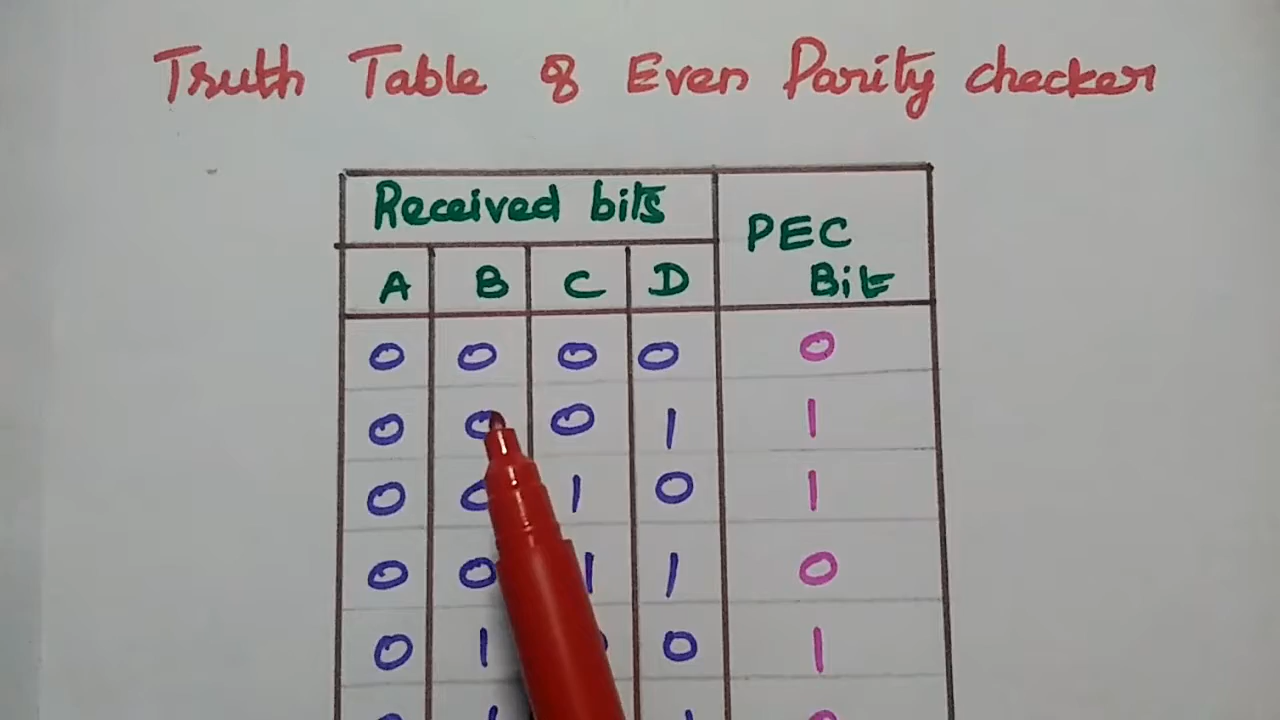 Truth Table of Even Parity checker
Received bits
PEC Bit
A B C D
0 0 0 0 0
0 0 0 1 1
0 0 1 0 1
0 0 1 1 0
0 1 0 1